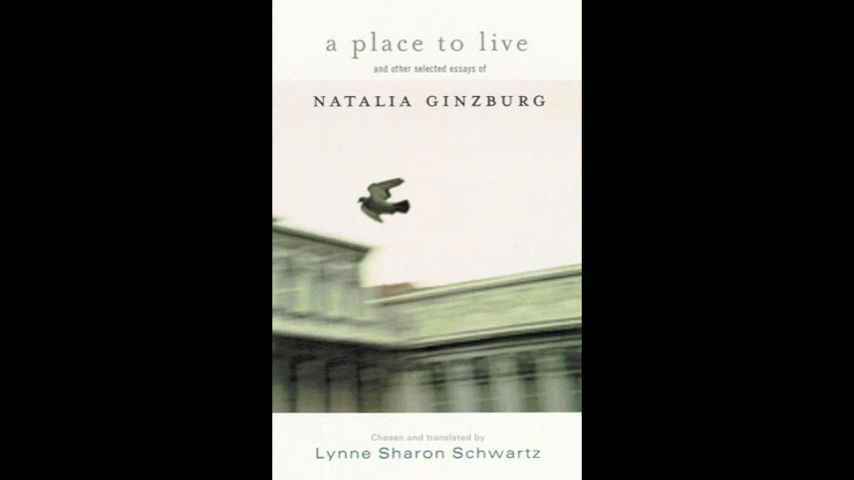 a place to live
and other selected essays of
NATALIA GINZBURG
Chosen and translated by
Lynne Sharon Schwartz